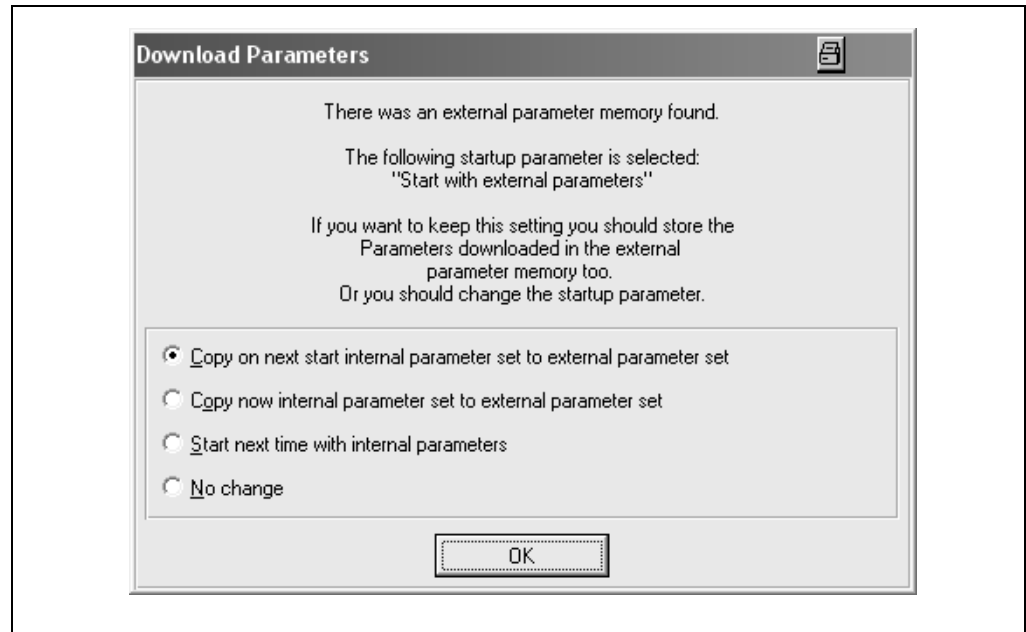 Download Parameters
There was an external parameter memory found.
The following startup parameter is selected:
"Start with external parameters"
If you want to keep this setting you should store the
Parameters downloaded in the external
parameter memory too.
Or you should change the startup parameter.
Copy on next start internal parameter set to external parameter set
Copy now internal parameter set to external parameter set
Start next time with internal parameters
No change
OK